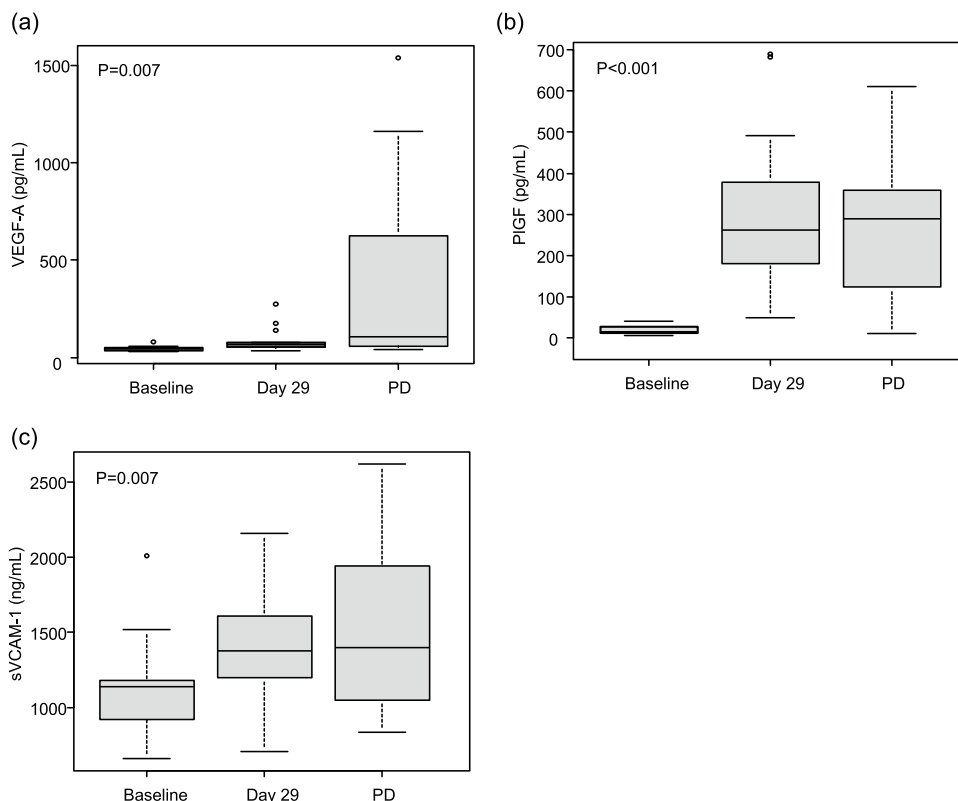 (a)
P=0.007
VEGF-A (pg/mL)
1500
1000
500
0
Baseline Day 29 PD
(b)
P<0.001
PIGF (pg/mL)
700
600
500
400
300
200
100
0
Baseline Day 29 PD
(c)
P=0.007
sVCAM-1 (ng/mL)
2500
2000
1500
1000
Baseline Day 29 PD